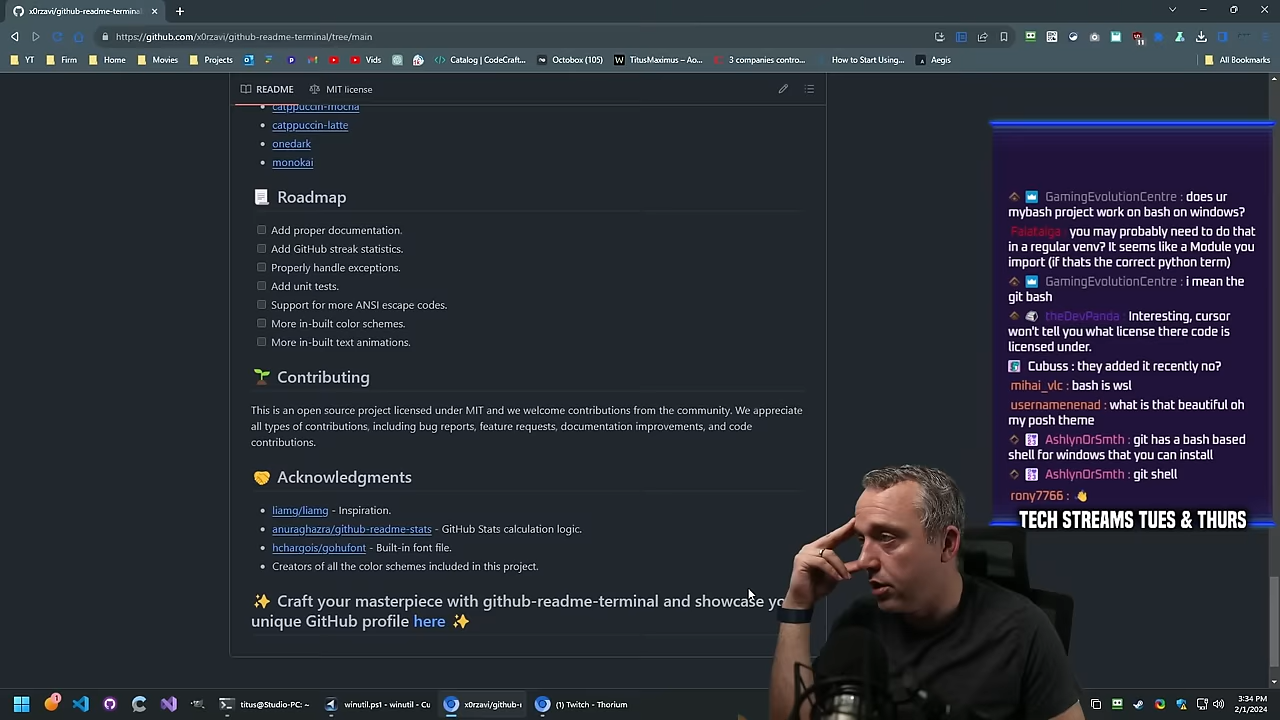 x0rzavi/github-readme-terminal
https://github.com/x0rzavi/github-readme-terminal/tree/main
11
YT Firm Home Movies Projects Vids Catalog | CodeCraft... Octobox (105) TitusMaximus – Ao... 3 companies contro... How to Start Using... Aegis All Bookmarks
README MIT license
catppuccin-mocha
catppuccin-latte
onedark
monokai
Roadmap
Add proper documentation.
Add GitHub streak statistics.
Properly handle exceptions.
Add unit tests.
Support for more ANSI escape codes.
More in-built color schemes.
More in-built text animations.
Contributing
This is an open source project licensed under MIT and we welcome contributions from the community. We appreciate
all types of contributions, including bug reports, feature requests, documentation improvements, and code
contributions.
Acknowledgments
liamg/liamg - Inspiration.
anuraghazra/github-readme-stats - GitHub Stats calculation logic.
hchargois/gohufont - Built-in font file.
Creators of all the color schemes included in this project.
✨ Craft your masterpiece with github-readme-terminal and showcase yo
unique GitHub profile here ✨
GamingEvolutionCentre : does ur
mybash project work on bash on windows?
Falataiga : you may probably need to do that
in a regular venv? It seems like a Module you
import (if thats the correct python term)
GamingEvolutionCentre : i mean the
git bash
theDevPanda : Interesting, cursor
won't tell you what license there code is
licensed under.
Cubuss : they added it recently no?
mihai_vlc : bash is wsl
usernamenenad : what is that beautiful oh
my posh theme
AshlynOrSmth : git has a bash based
shell for windows that you can install
AshlynOrSmth : git shell
rony7766 : 👋
TECH STREAMS TUES & THURS
1 titus@Studio-PC: ~ winutil.ps1 - winutil - Cu x0rzavi/github-r (1) Twitch - Thorium
3:34 PM
2/1/2024